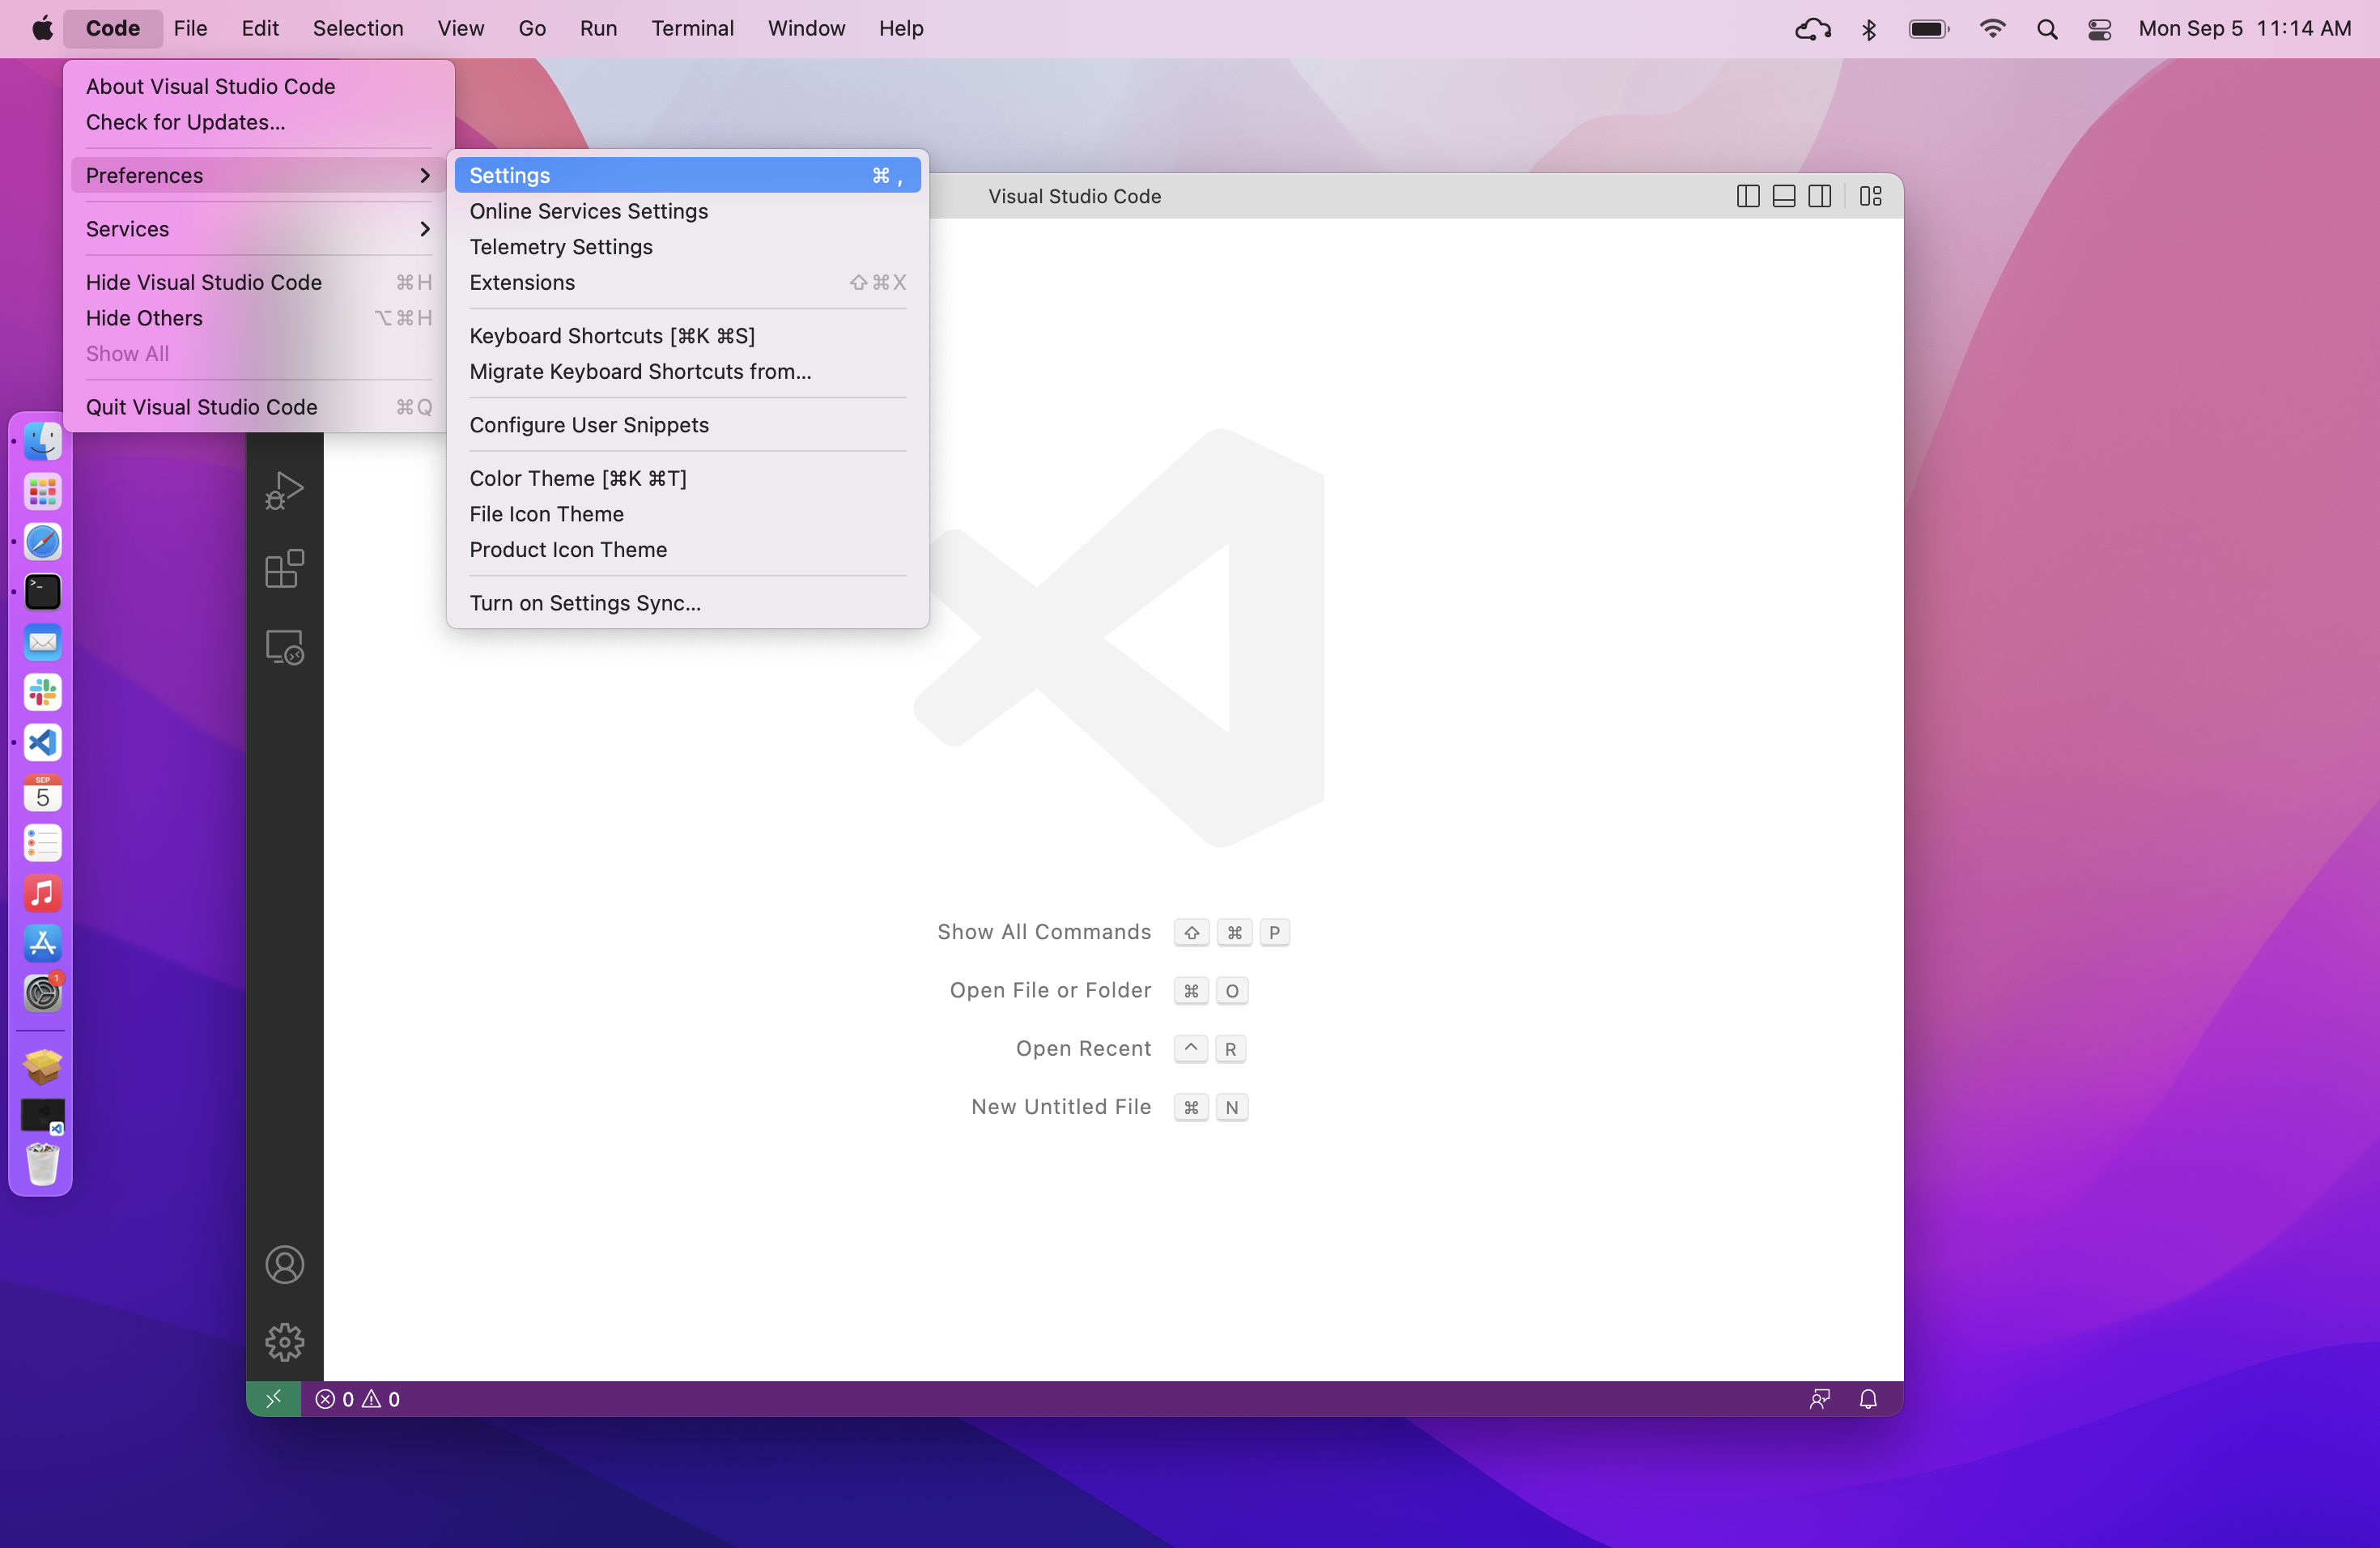 Code File Edit Selection View Go Run Terminal Window Help Mon Sep 5 11:14 AM
About Visual Studio Code
Check for Updates...
Preferences
Services
Hide Visual Studio Code ⌘H
Hide Others ⌥⌘H
Show All
Quit Visual Studio Code ⌘Q
Settings ⌘,
Online Services Settings
Telemetry Settings
Extensions ⇧⌘X
Keyboard Shortcuts [⌘K ⌘S]
Migrate Keyboard Shortcuts from...
Configure User Snippets
Color Theme [⌘K ⌘T]
File Icon Theme
Product Icon Theme
Turn on Settings Sync...
Visual Studio Code
Show All Commands ⇧ ⌘ P
Open File or Folder ⌘ O
Open Recent ^ R
New Untitled File ⌘ N
0 0
>_
SEP
5
1